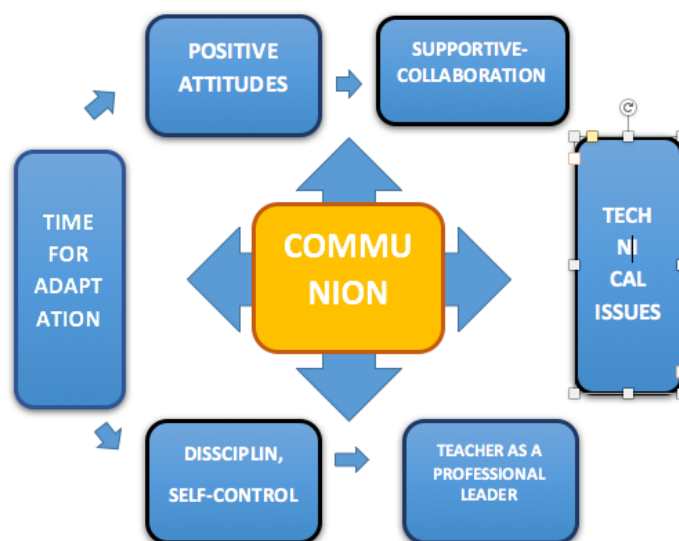 POSITIVE
ATTITUDES
SUPPORTIVE-
COLLABORATION
TIME
FOR
ADAPT
ATION
COMMU
NION
TECH
NI
CAL
ISSUES
DISSCIPLIN,
SELF-CONTROL
TEACHER AS A
PROFESSIONAL
LEADER